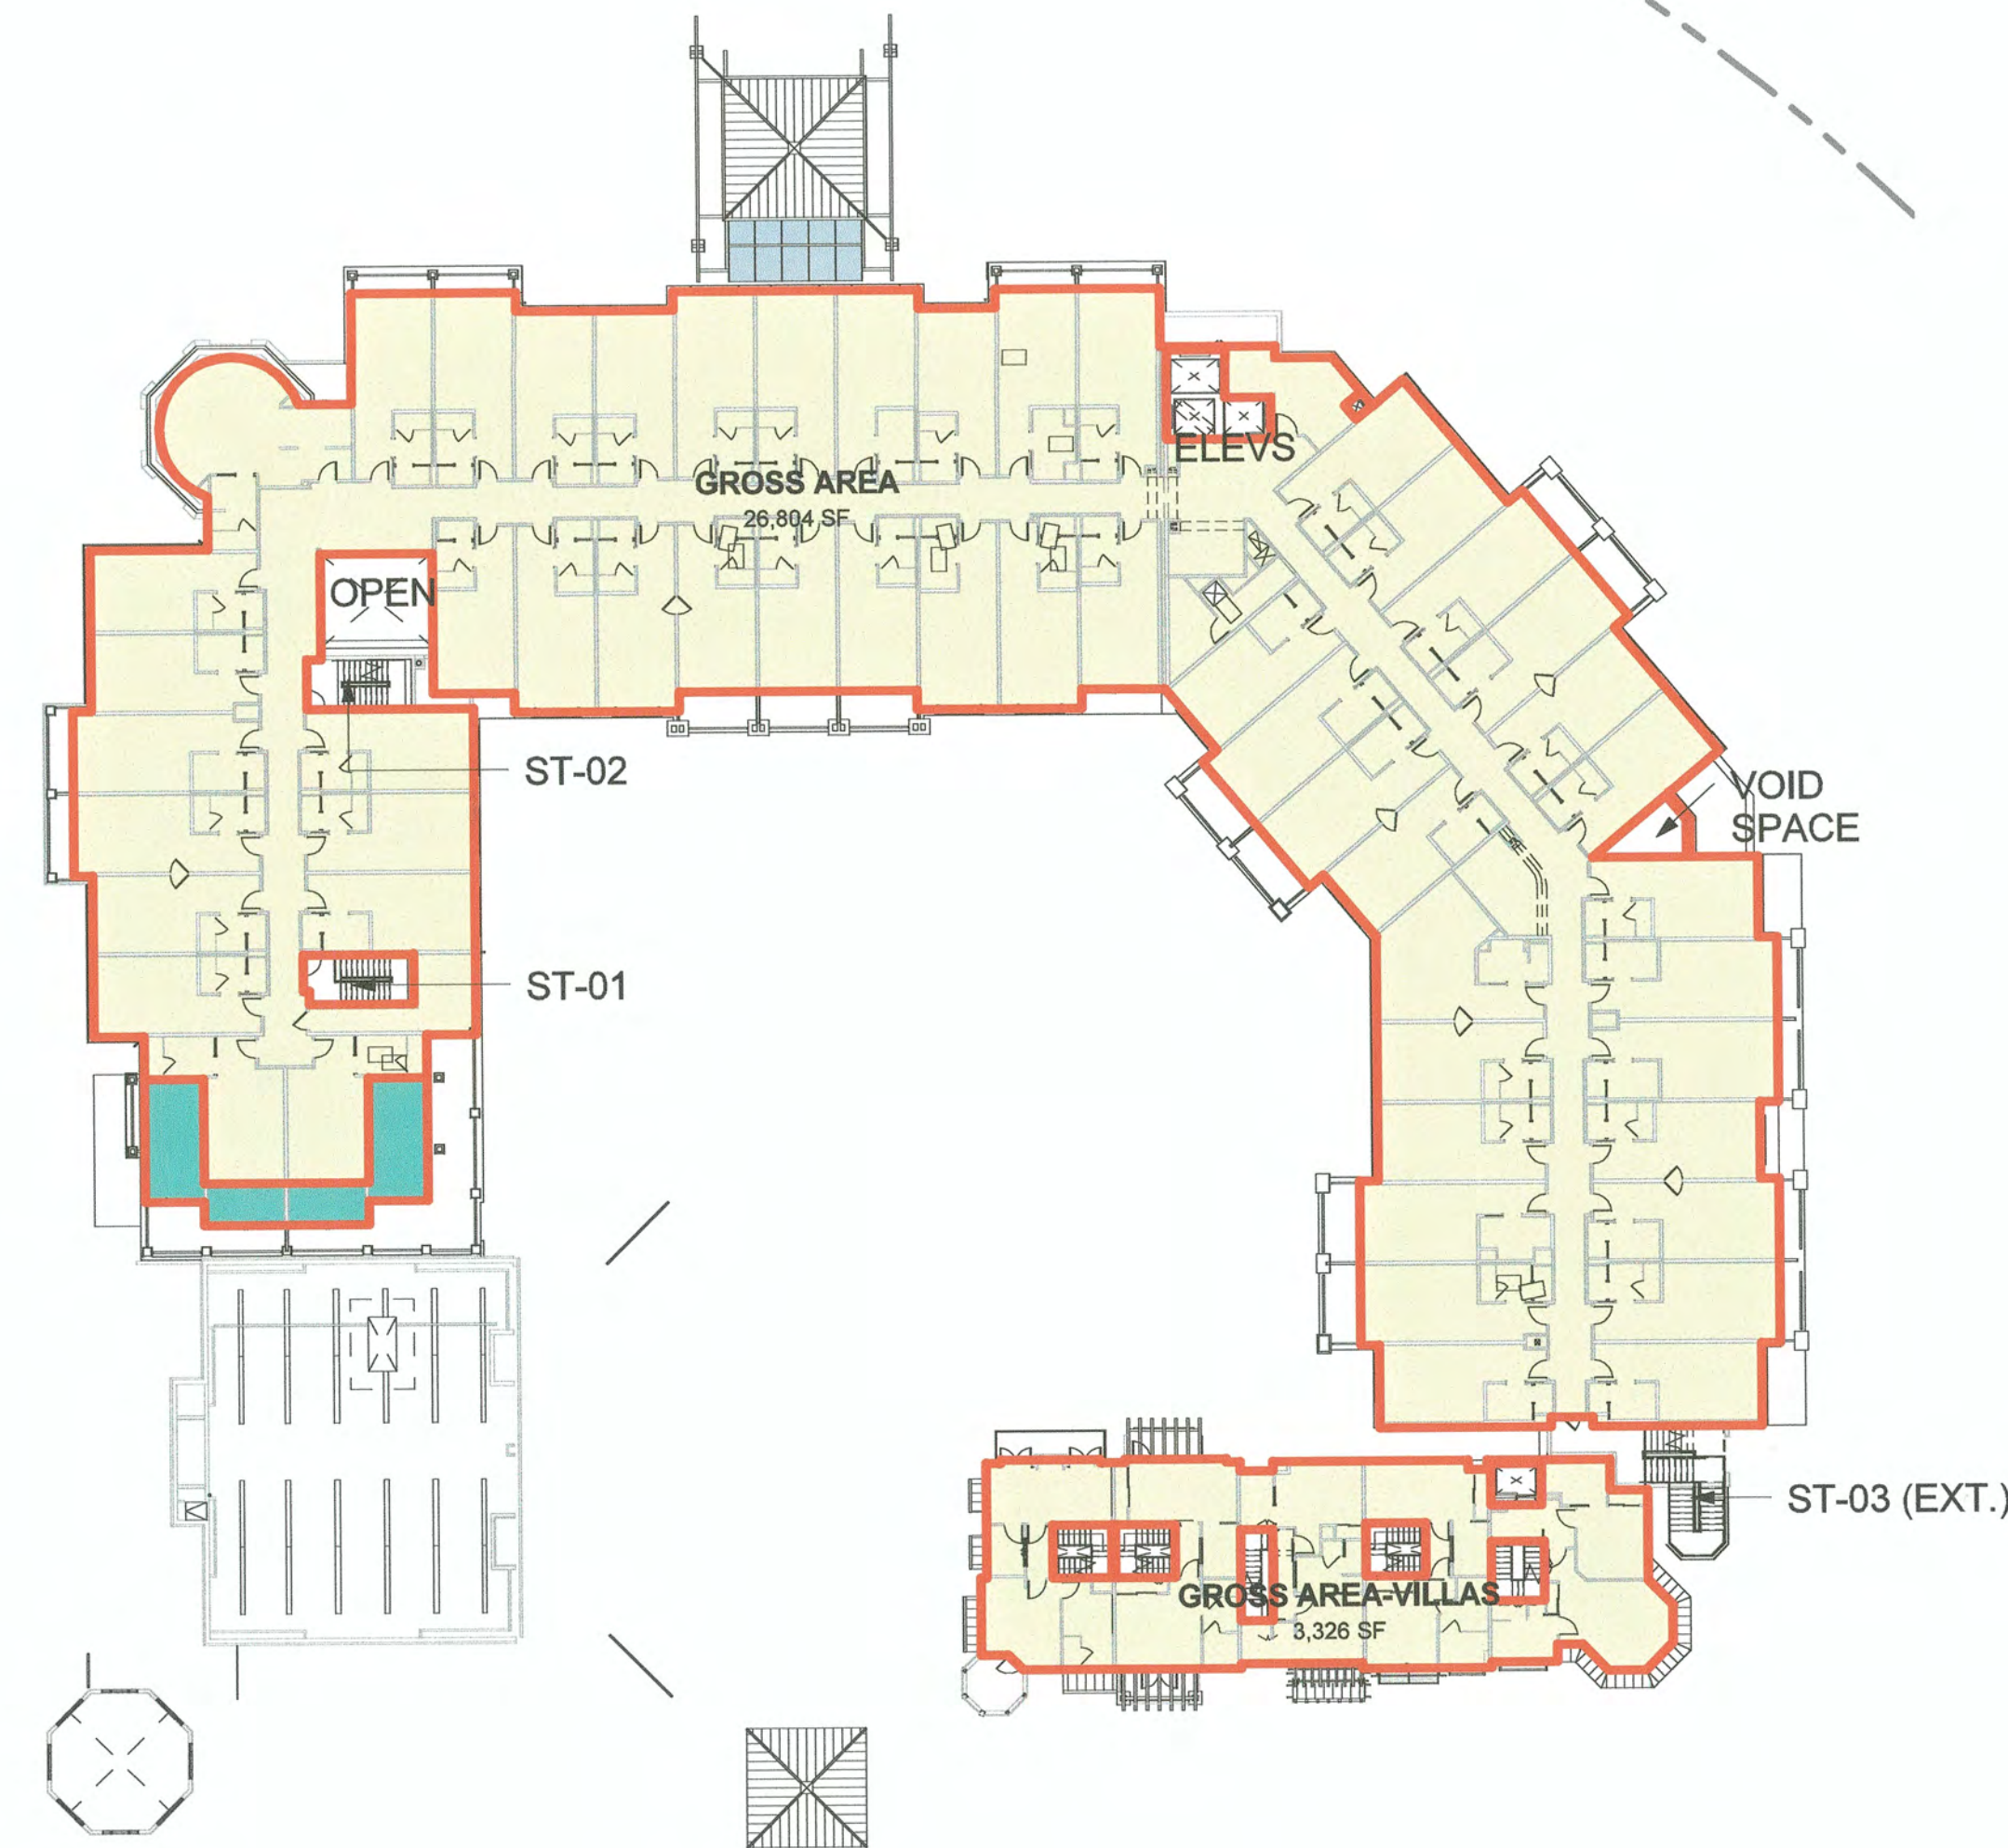 ELEVS
GROSS AREA
26,804 SF
OPEN
ST-02
VOID
SPACE
ST-01
ST-03 (EXT.)
GROSS AREA-VILLAS
3,326 SF